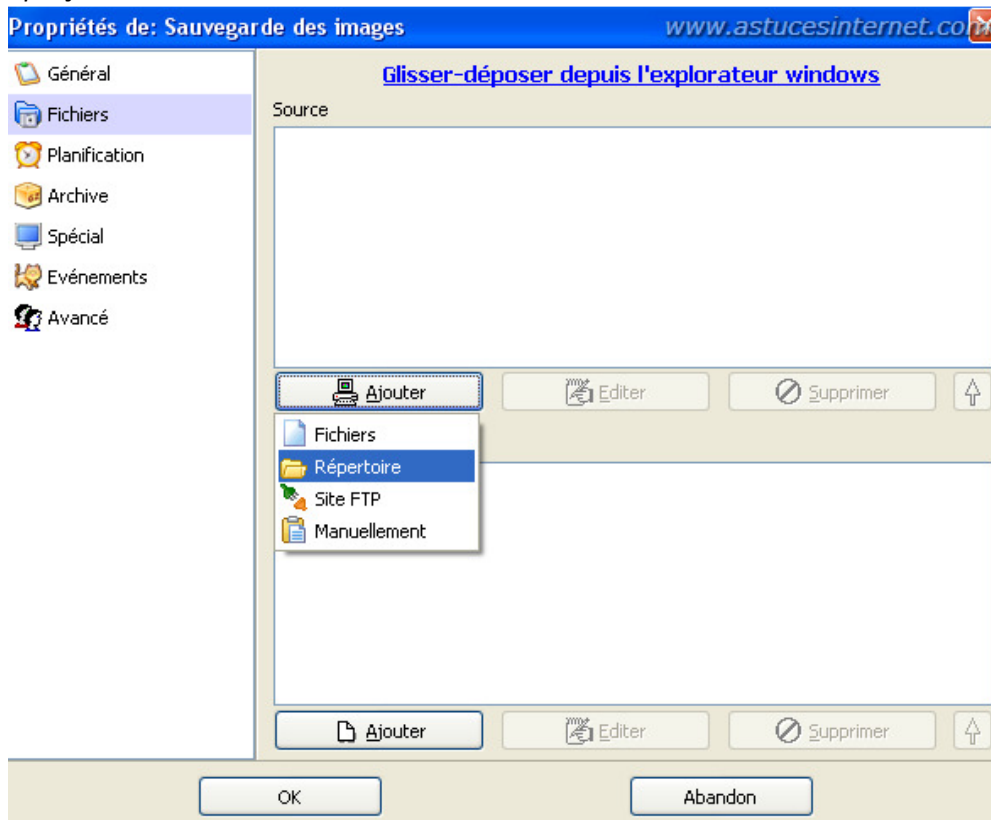 Propriétés de: Sauvegarde des images
www.astucesinternet.com
Général
Fichiers
Planification
Archive
Spécial
Evénements
Avancé
Glisser-déposer depuis l'explorateur windows
Source
Ajouter
Editer
Supprimer
Fichiers
Répertoire
Site FTP
Manuellement
Ajouter
Editer
Supprimer
OK
Abandon